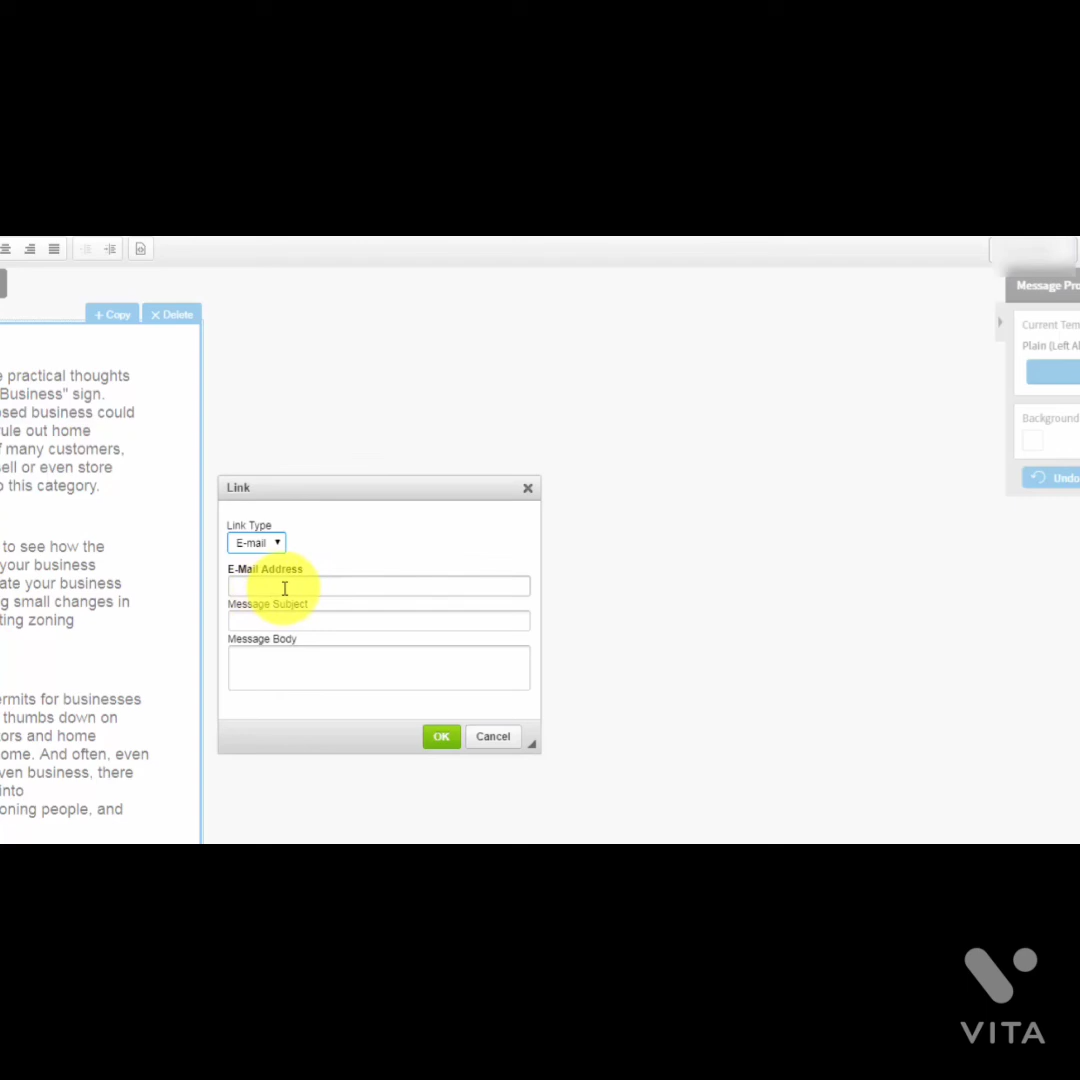 Message Pro
+ Copy
Delete
Current Tem
Plain (Left Al
Background
Undo
e practical thoughts
Business" sign.
osed business could
rule out home
f many customers,
sell or even store
o this category.
to see how the
your business
ate your business
g small changes in
ting zoning
ermits for businesses
thumbs down on
tors and home
ome. And often, even
ven business, there
into
oning people, and
Link
Link Type
E-mail
E-Mail Address
Message Subject
Message Body
OK
Cancel
VITA